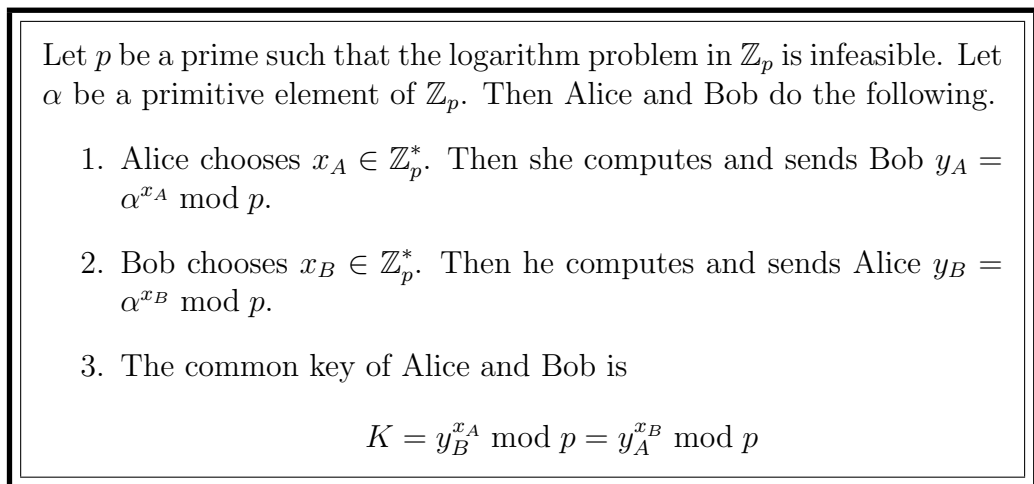 Let p be a prime such that the logarithm problem in ℤ_p is infeasible. Let
α be a primitive element of ℤ_p. Then Alice and Bob do the following.
1. Alice chooses x_A ∈ ℤ_p^*. Then she computes and sends Bob y_A =
α^{x_A} mod p.
2. Bob chooses x_B ∈ ℤ_p^*. Then he computes and sends Alice y_B =
α^{x_B} mod p.
3. The common key of Alice and Bob is
K = y_B^{x_A} mod p = y_A^{x_B} mod p